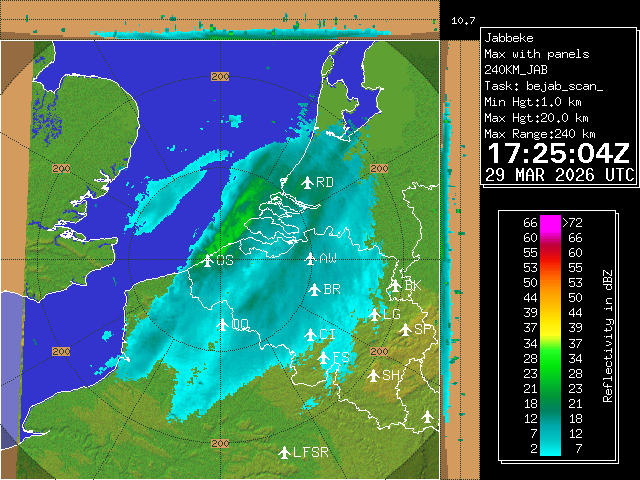 10.7
Jabbeke
Max with panels
240KM_JAB
Task: bejab_scan_
Min Hgt:1.0 km
Max Hgt:20.0 km
Max Range:240 km
17:25:04Z
29 MAR 2026 UTC
200
200
200
RD
OS
AW
BR
BK
LG
OO
CI
SP
200
FS
200
SH
200
LFSR
66 >72
60 66
55 60
53 55
50 53
44 50
39 44
37 39
34 37
28 34
23 28
21 23
18 21
12 18
7 12
2 7
Reflectivity in dBZ